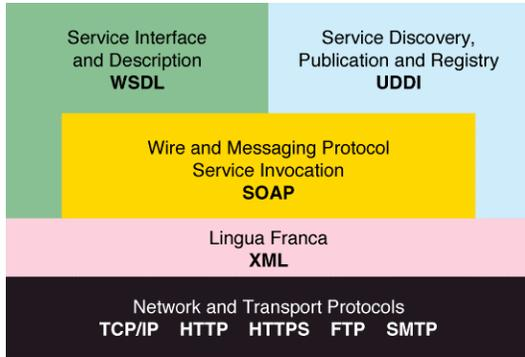 Service Interface
and Description
WSDL
Service Discovery,
Publication and Registry
UDDI
Wire and Messaging Protocol
Service Invocation
SOAP
Lingua Franca
XML
Network and Transport Protocols
TCP/IP HTTP HTTPS FTP SMTP